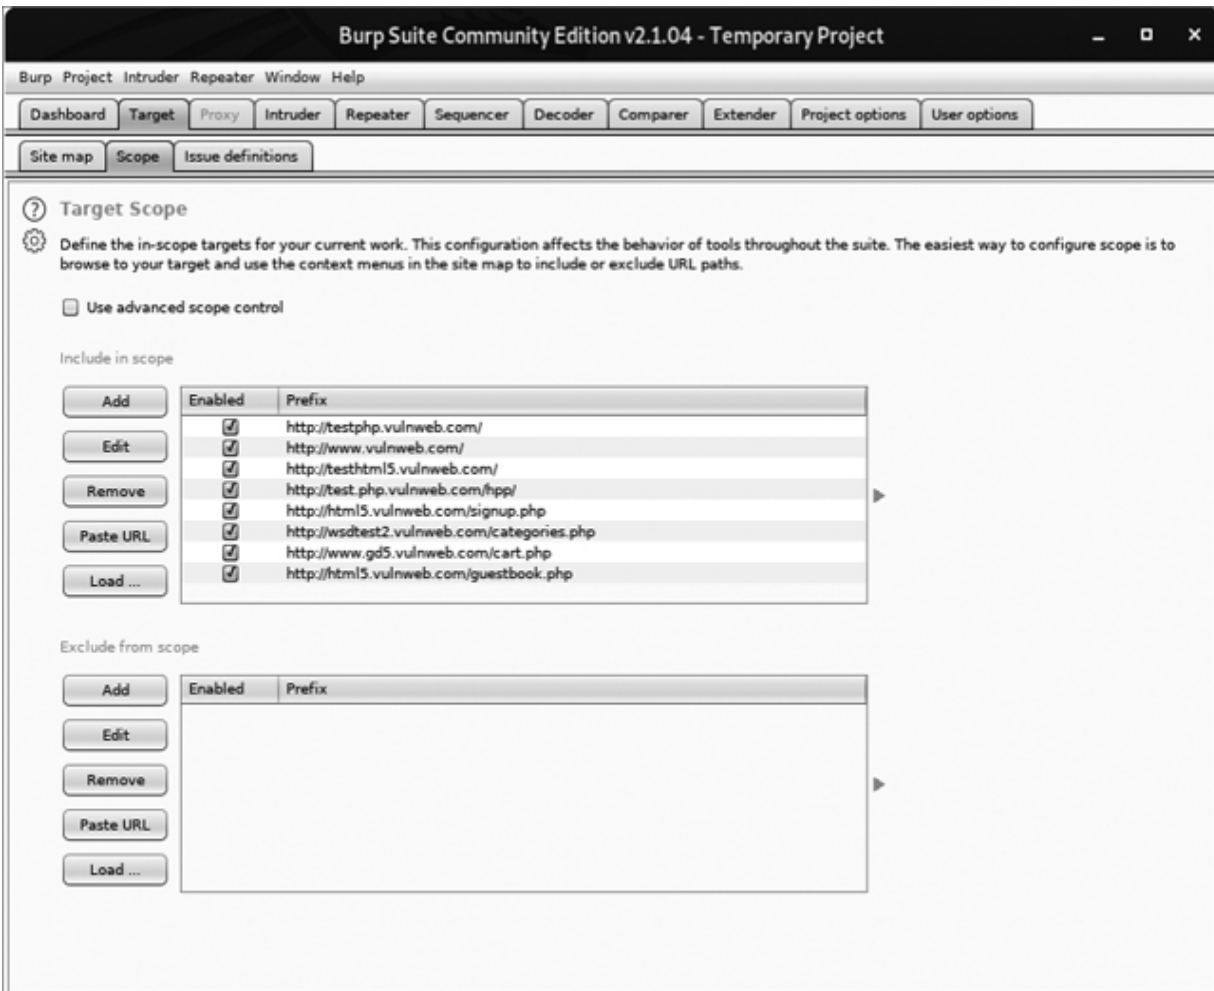 Burp Suite Community Edition v2.1.04 - Temporary Project
Burp Project Intruder Repeater Window Help
Dashboard Target Proxy Intruder Repeater Sequencer Decoder Comparer Extender Project options User options
Site map Scope Issue definitions
Target Scope
Define the in-scope targets for your current work. This configuration affects the behavior of tools throughout the suite. The easiest way to configure scope is to
browse to your target and use the context menus in the site map to include or exclude URL paths.
Use advanced scope control
Include in scope
Add
Edit
Remove
Paste URL
Load ...
Enabled Prefix
http://testphp.vulnweb.com/
http://www.vulnweb.com/
http://testhtml5.vulnweb.com/
http://test.php.vulnweb.com/hpp/
http://html5.vulnweb.com/signup.php
http://wsdtest2.vulnweb.com/categories.php
http://www.gd5.vulnweb.com/cart.php
http://html5.vulnweb.com/guestbook.php
Exclude from scope
Add
Edit
Remove
Paste URL
Load ...
Enabled Prefix